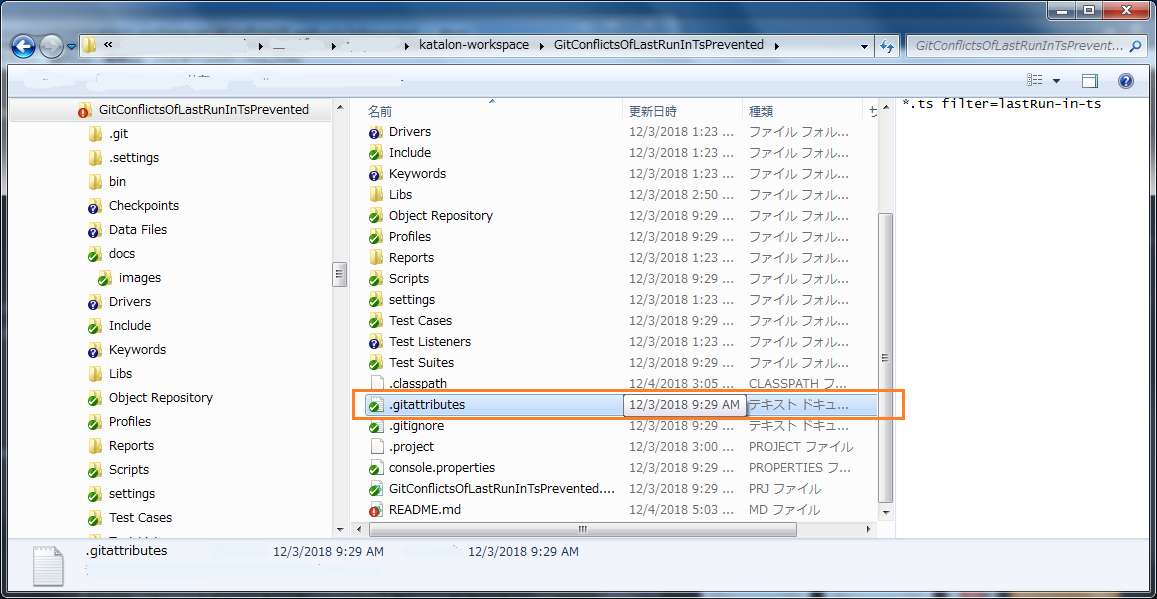 « katalon-workspace GitConflictsOfLastRunInTsPrevented GitConflictsOfLastRunInTsPrevent...
GitConflictsOfLastRunInTsPrevented
.git
.settings
bin
Checkpoints
Data Files
docs
images
Drivers
Include
Keywords
Libs
Object Repository
Profiles
Reports
Scripts
settings
Test Cases
名前 更新日時 種類 サ
Drivers 12/3/2018 1:23 ... ファイル フォル...
Include 12/3/2018 1:23 ... ファイル フォル...
Keywords 12/3/2018 1:23 ... ファイル フォル...
Libs 12/3/2018 2:50 ... ファイル フォル...
Object Repository 12/3/2018 9:29 ... ファイル フォル...
Profiles 12/3/2018 9:29 ... ファイル フォル...
Reports 12/3/2018 1:23 ... ファイル フォル...
Scripts 12/3/2018 9:29 ... ファイル フォル...
settings 12/3/2018 1:23 ... ファイル フォル...
Test Cases 12/3/2018 9:29 ... ファイル フォル...
Test Listeners 12/3/2018 1:23 ... ファイル フォル...
Test Suites 12/3/2018 9:29 ... ファイル フォル...
.classpath 12/4/2018 3:05 ... CLASSPATH フ...
.gitattributes 12/3/2018 9:29 AM テキスト ドキュ...
.gitignore 12/3/2018 9:29 ... テキスト ドキュ...
.project 12/3/2018 3:00 ... PROJECT ファイル
console.properties 12/3/2018 9:29 ... PROPERTIES フ...
GitConflictsOfLastRunInTsPrevented.... 12/3/2018 9:29 ... PRJ ファイル
README.md 12/4/2018 5:03 ... MD ファイル
*.ts filter=lastRun-in-ts
.gitattributes 12/3/2018 9:29 AM 12/3/2018 9:29 AM